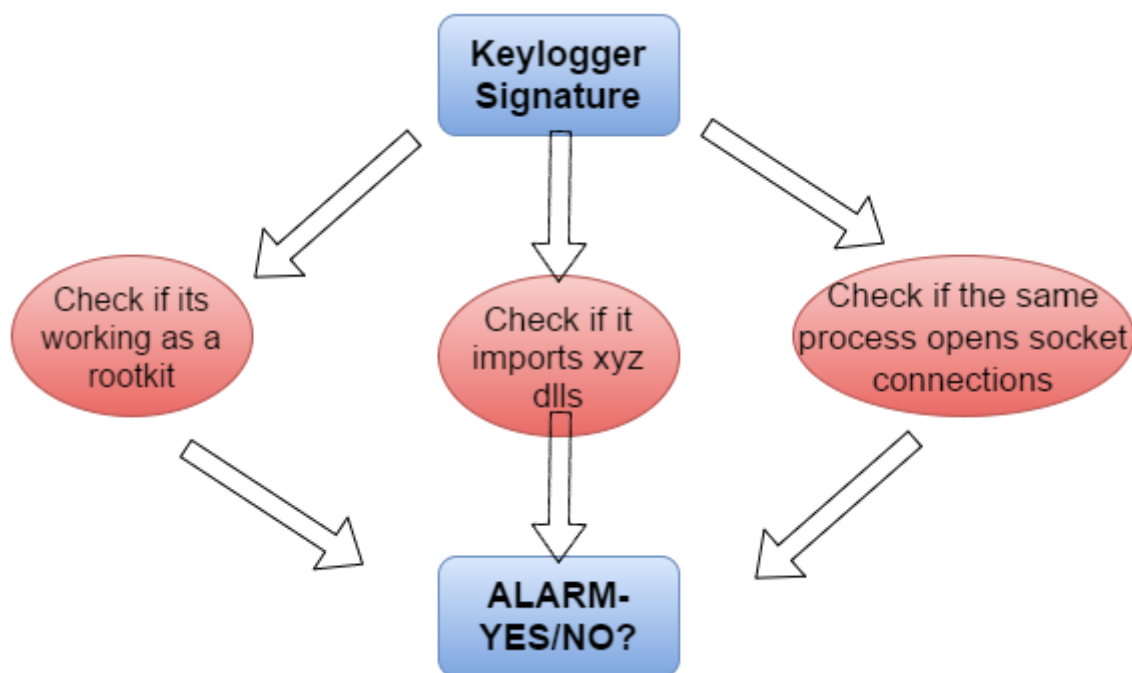 Keylogger
Signature
Check if its
working as a
rootkit
Check if it
imports xyz
dlls
Check if the same
process opens socket
connections
ALARM-
YES/NO?